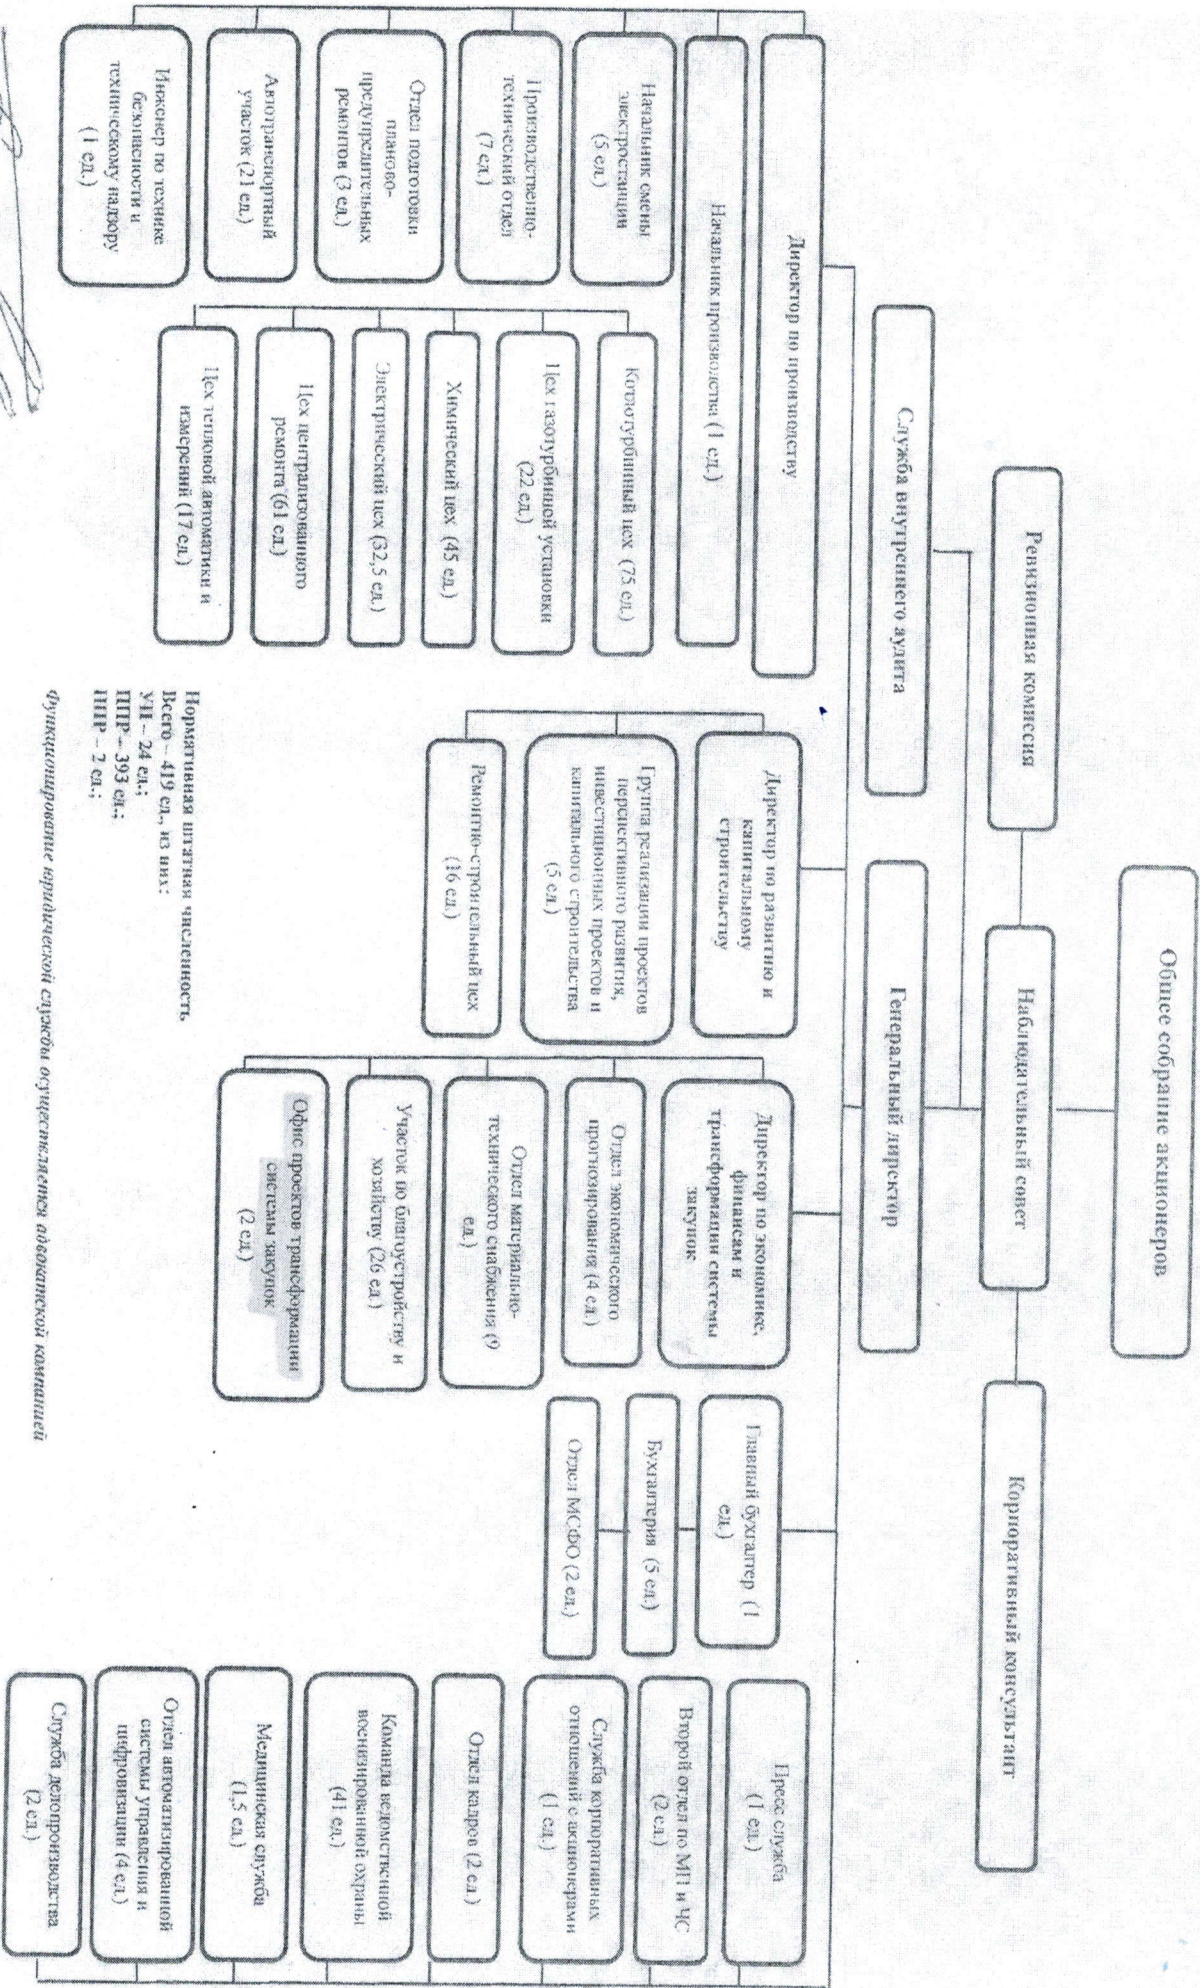 Общее собрание акционеров
Ревизионная комиссия
Наблюдательный совет
Корпоративный консультант
Служба внутреннего аудита
Генеральный директор
Директор по производству
Начальник производства (1 ед.)
Начальник смены
электростанции
(5 ед.)
Производственно-
технический отдел
(7 ед.)
Отдел подготовки
планово-
предупредительных
ремонтов (3 ед.)
Автотранспортный
участок (21 ед.)
Инженер по технике
безопасности и
техническому надзору
(1 ед.)
Котлотурбинный цех (75 ед.)
Цех газотурбинной установки
(22 ед.)
Химический цех (45 ед.)
Электрический цех (32,5 ед.)
Цех централизованного
ремонта (61 ед.)
Цех тепловой автоматики и
измерений (17 ед.)
Директор по развитию и
капитальному
строительству
Группа реализации проектов
перспективного развития,
инвестиционных проектов и
капитального строительства
(5 ед.)
Ремонтно-строительный цех
(16 ед.)
Директор по экономике,
финансам и
трансформации системы
закупок
Отдел экономического
прогнозирования (4 ед.)
Отдел материально-
технического снабжения (9
ед.)
Участок по благоустройству и
хозяйству (26 ед.)
Офис проектов трансформации
системы закупок
(2 ед.)
Главный бухгалтер (1
ед.)
Бухгалтерия (5 ед.)
Отдел МСФО (2 ед.)
Пресс служба
(1 ед.)
Второй отдел по МП и ЧС
(2 ед.)
Служба корпоративных
отношений с акционерами
(1 ед.)
Отдел кадров (2 ед.)
Команда ведомственной
военизированной охраны
(41 ед.)
Медицинская служба
(1,5 ед.)
Отдел автоматизированной
системы управления и
цифровизации (4 ед.)
Служба делопроизводства
(2 ед.)
Нормативная штатная численность
Всего – 419 ед., из них:
УП – 24 ед.;
ППР – 393 ед.;
НПР – 2 ед.;
Функционирование юридической службы осуществляется адвокатской компанией